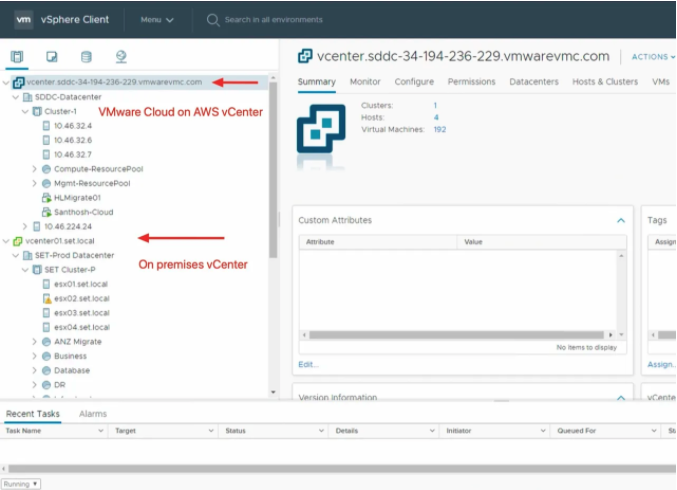 vm vSphere Client Menu Search in all environments
vcenter.sddc-34-194-236-229.vmwarevmc.com
SDDC-Datacenter
Cluster-1
VMware Cloud on AWS vCenter
10.46.32.4
10.46.32.6
10.46.32.7
Compute-ResourcePool
Mgmt-ResourcePool
HLMigrate01
Santhosh-Cloud
10.46.224.24
vcenter01.set.local
SET-Prod Datacenter
On premises vCenter
SET Cluster-P
esx01.set.local
esx02.set.local
esx03.set.local
esx04.set.local
ANZ Migrate
Business
Database
DR
vcenter.sddc-34-194-236-229.vmwarevmc.com ACTIONS
Summary Monitor Configure Permissions Datacenters Hosts & Clusters VMs
Clusters: 1
Hosts: 4
Virtual Machines: 192
Custom Attributes
Attribute Value
No items to display
Edit...
Tags
Assign
Assign...
Version Information
vCente
Recent Tasks Alarms
Task Name Target Status Details Initiator Queued For St
Running